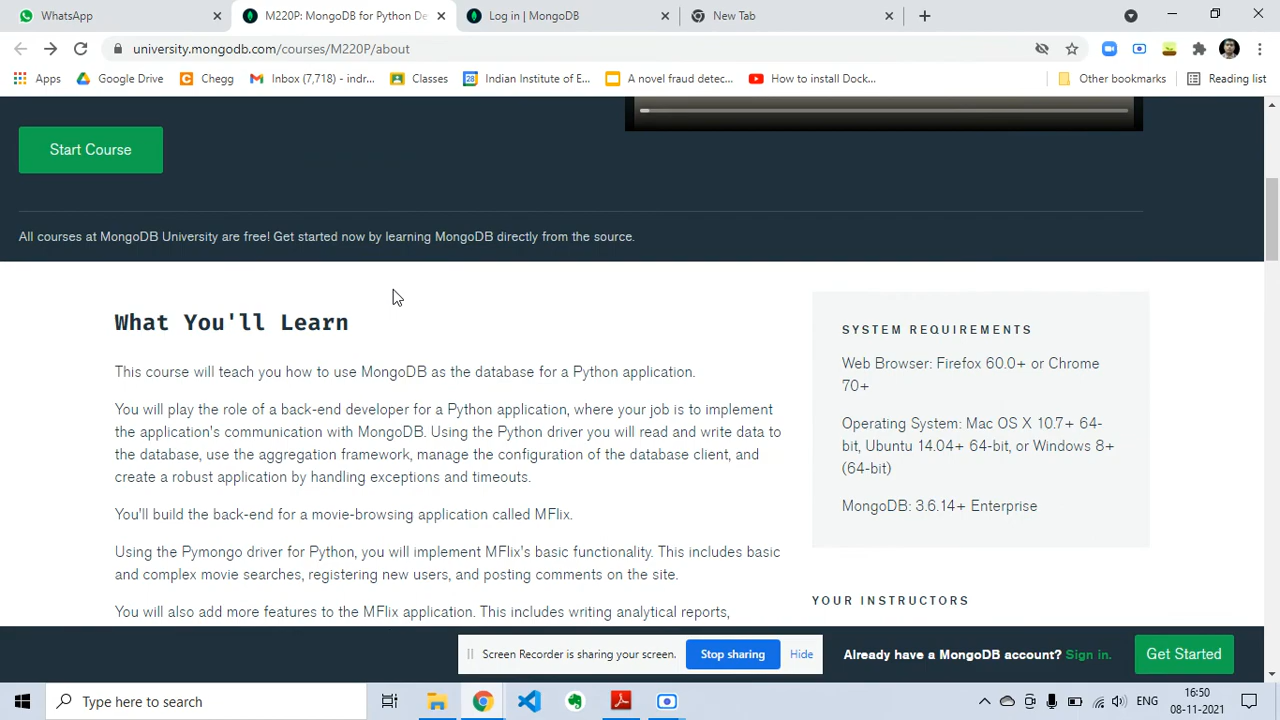 WhatsApp
M220P: MongoDB for Python De
Log in | MongoDB
New Tab
university.mongodb.com/courses/M220P/about
Apps
Google Drive
Chegg
Inbox (7,718) - indr...
Classes
Indian Institute of E...
A novel fraud detec...
How to install Dock...
Other bookmarks
Reading list
Start Course
All courses at MongoDB University are free! Get started now by learning MongoDB directly from the source.
What You'll Learn
This course will teach you how to use MongoDB as the database for a Python application.
You will play the role of a back-end developer for a Python application, where your job is to implement
the application's communication with MongoDB. Using the Python driver you will read and write data to
the database, use the aggregation framework, manage the configuration of the database client, and
create a robust application by handling exceptions and timeouts.
You'll build the back-end for a movie-browsing application called MFlix.
Using the Pymongo driver for Python, you will implement MFlix's basic functionality. This includes basic
and complex movie searches, registering new users, and posting comments on the site.
You will also add more features to the MFlix application. This includes writing analytical reports,
SYSTEM REQUIREMENTS
Web Browser: Firefox 60.0+ or Chrome
70+
Operating System: Mac OS X 10.7+ 64-
bit, Ubuntu 14.04+ 64-bit, or Windows 8+
(64-bit)
MongoDB: 3.6.14+ Enterprise
YOUR INSTRUCTORS
Screen Recorder is sharing your screen.
Stop sharing
Hide
Already have a MongoDB account? Sign in.
Get Started
Type here to search
ENG
16:50
08-11-2021